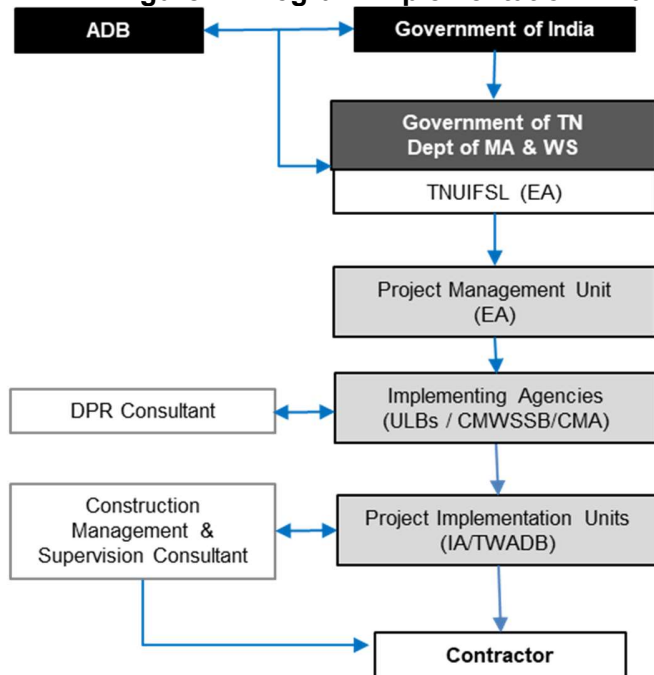 ADB
Government of India
Government of TN
Dept of MA & WS
TNUIFSL (EA)
Project Management Unit
(EA)
DPR Consultant
Implementing Agencies
(ULBs / CMWSSB/CMA)
Construction
Management &
Supervision Consultant
Project Implementation Units
(IA/TWADB)
Contractor